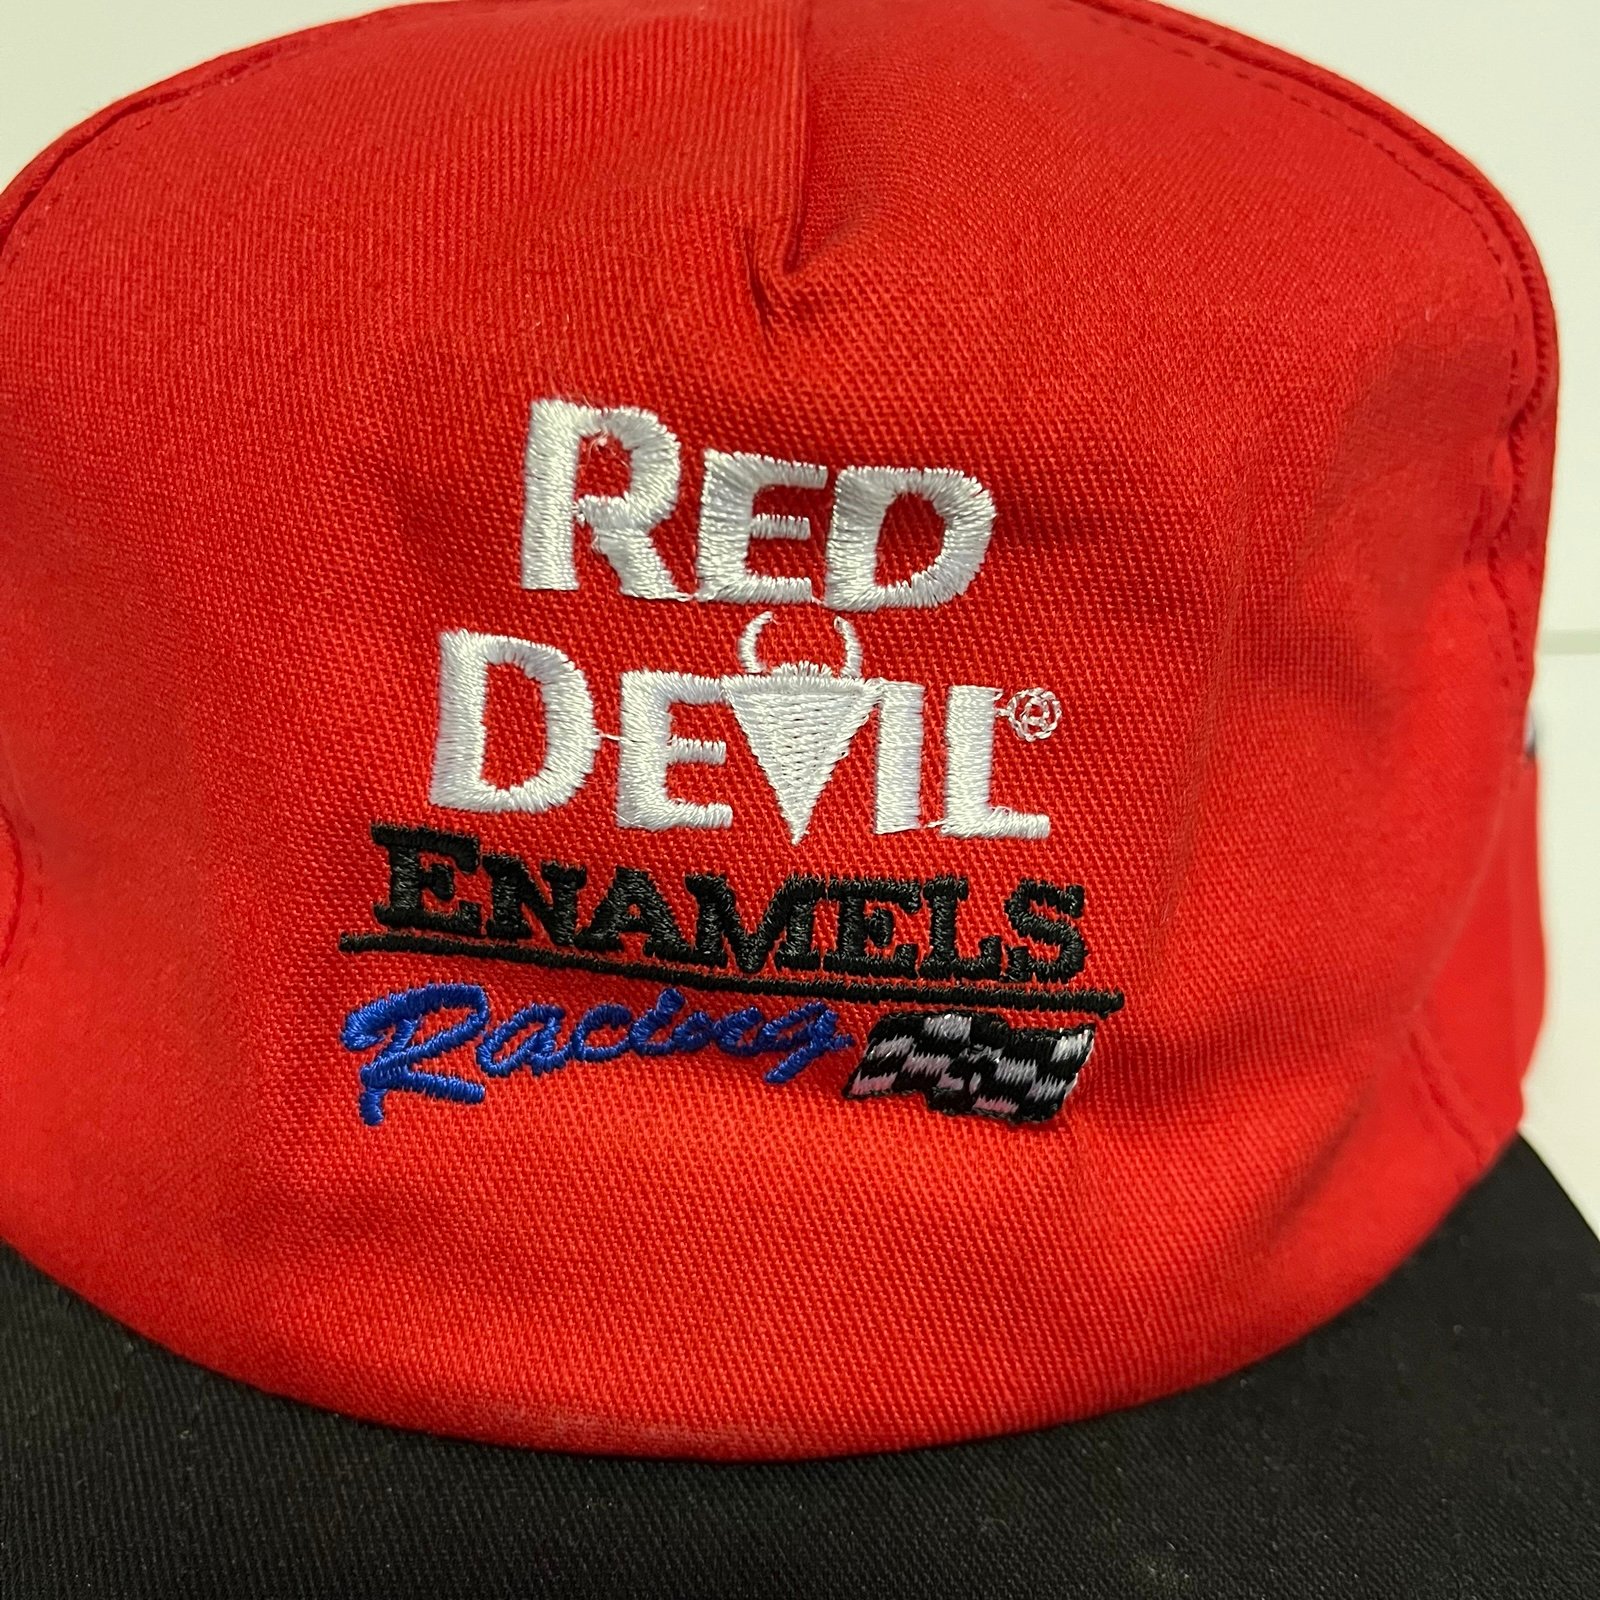 RED
DEVIL®
ENAMELS
Racing